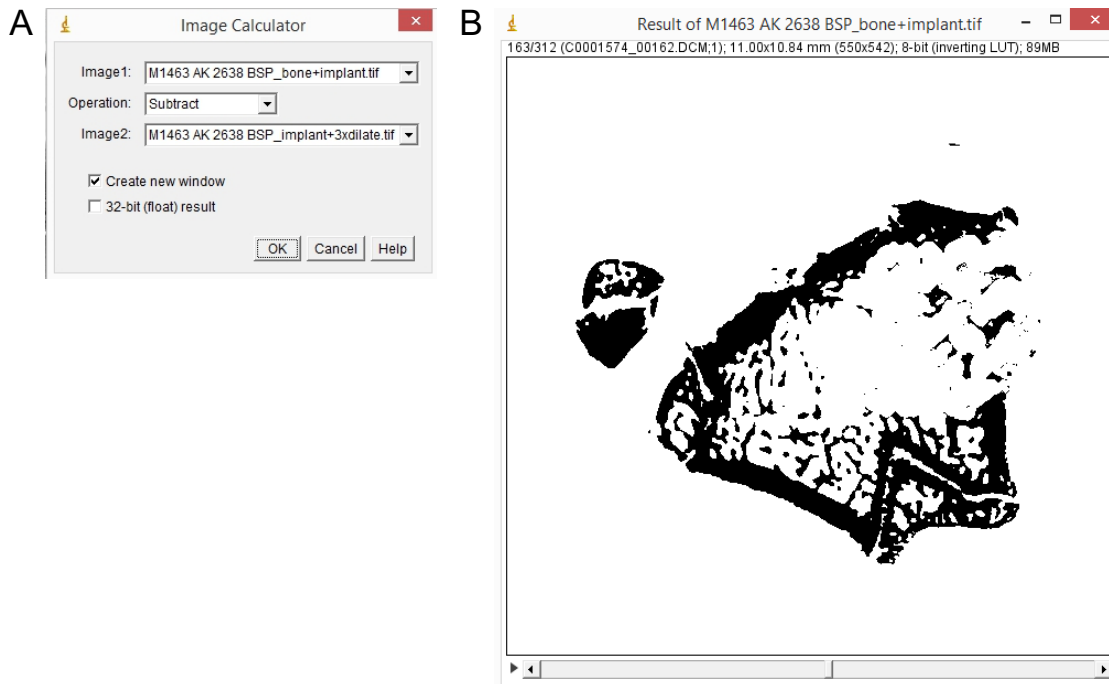 A
Image Calculator
Image1: M1463 AK 2638 BSP_bone+implant.tif
Operation: Subtract
Image2: M1463 AK 2638 BSP_implant+3xdilate.tif
Create new window
32-bit (float) result
OK Cancel Help
B
Result of M1463 AK 2638 BSP_bone+implant.tif
163/312 (C0001574_00162.DCM;1); 11.00x10.84 mm (550x542); 8-bit (inverting LUT); 89MB